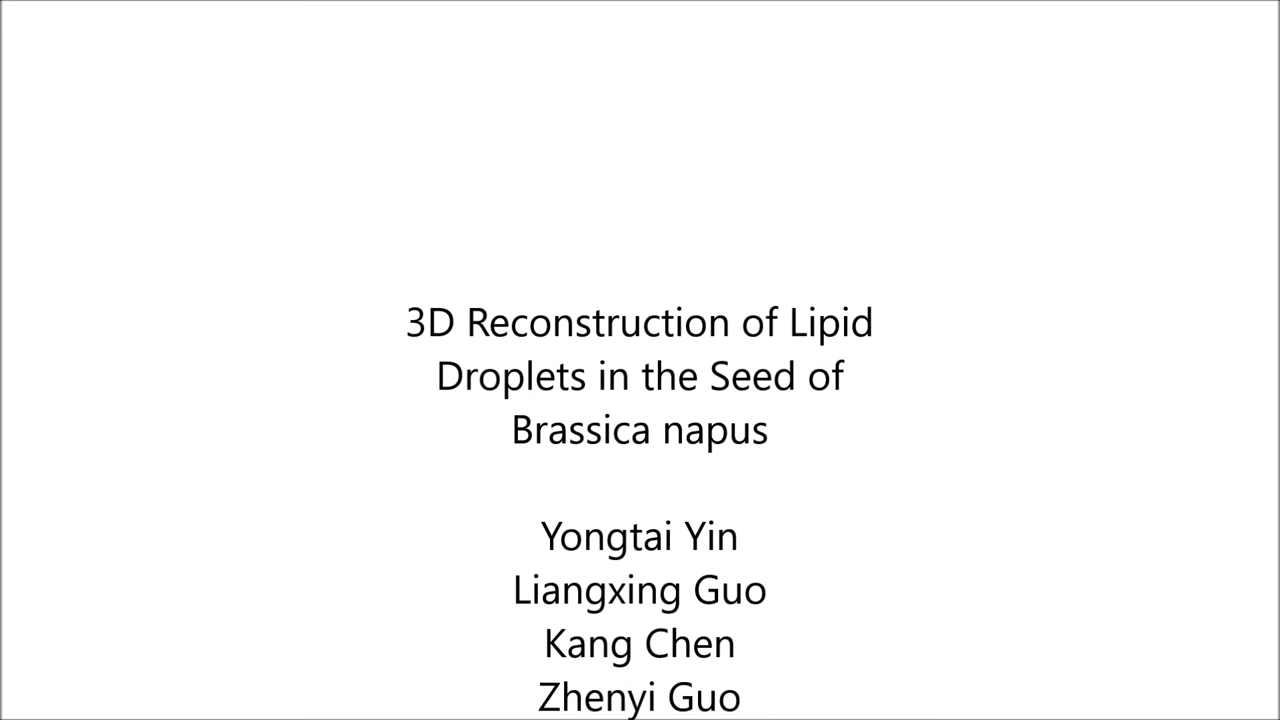 3D Reconstruction of Lipid
Droplets in the Seed of
Brassica napus
Yongtai Yin
Liangxing Guo
Kang Chen
Zhenyi Guo